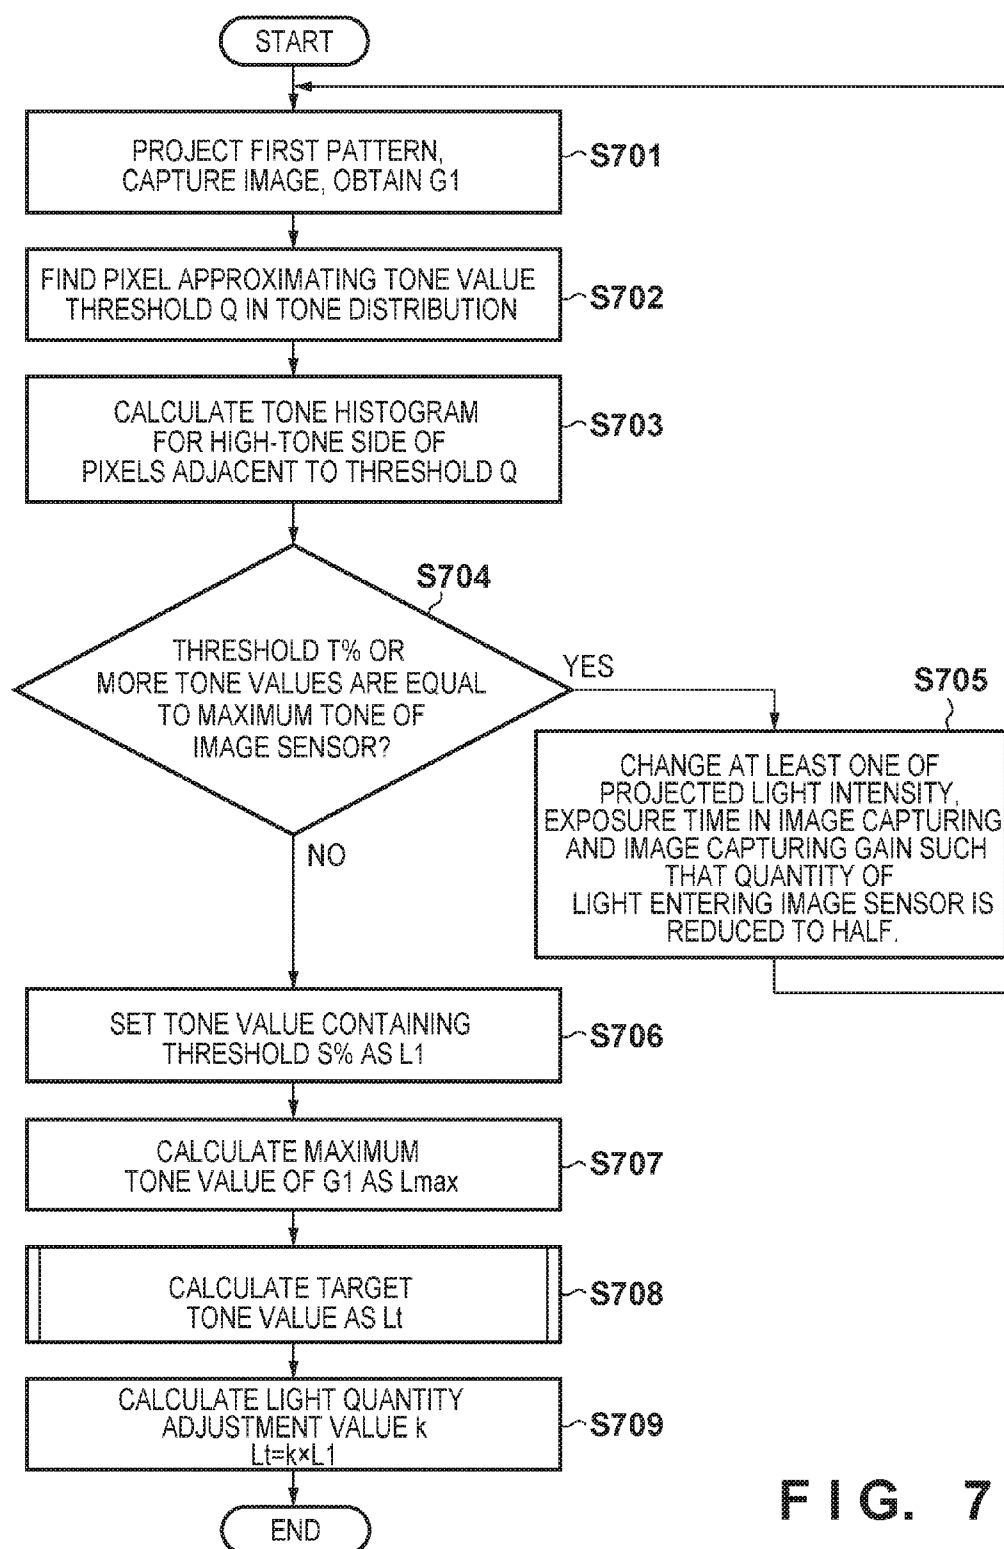 START
PROJECT FIRST PATTERN,
CAPTURE IMAGE, OBTAIN G1
S701
FIND PIXEL APPROXIMATING TONE VALUE
THRESHOLD Q IN TONE DISTRIBUTION
S702
CALCULATE TONE HISTOGRAM
FOR HIGH-TONE SIDE OF
PIXELS ADJACENT TO THRESHOLD Q
S703
S704
THRESHOLD T% OR
MORE TONE VALUES ARE EQUAL
TO MAXIMUM TONE OF
IMAGE SENSOR?
YES
NO
S705
CHANGE AT LEAST ONE OF
PROJECTED LIGHT INTENSITY,
EXPOSURE TIME IN IMAGE CAPTURING
AND IMAGE CAPTURING GAIN SUCH
THAT QUANTITY OF
LIGHT ENTERING IMAGE SENSOR IS
REDUCED TO HALF.
SET TONE VALUE CONTAINING
THRESHOLD S% AS L1
S706
CALCULATE MAXIMUM
TONE VALUE OF G1 AS Lmax
S707
CALCULATE TARGET
TONE VALUE AS Lt
S708
CALCULATE LIGHT QUANTITY
ADJUSTMENT VALUE k
Lt=k×L1
S709
END
FIG. 7